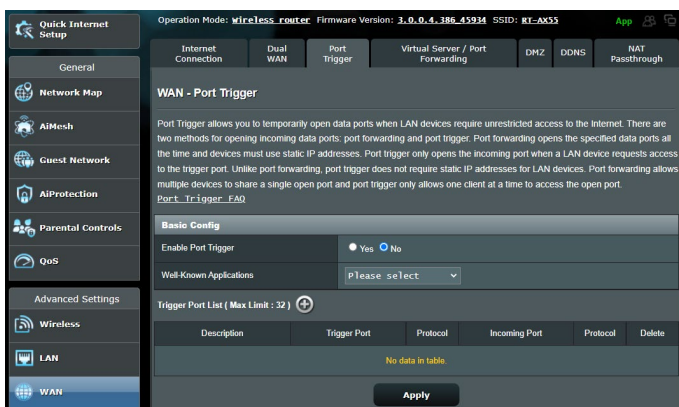 Quick Internet
Setup
Operation Mode: Wireless router Firmware Version: 3.0.0.4.386_45934 SSID: RT-AX55
App
Internet
Connection
Dual
WAN
Port
Trigger
Virtual Server / Port
Forwarding
DMZ
DDNS
NAT
Passthrough
General
Network Map
AiMesh
Guest Network
AiProtection
Parental Controls
QoS
Advanced Settings
Wireless
LAN
WAN
WAN - Port Trigger
Port Trigger allows you to temporarily open data ports when LAN devices require unrestricted access to the Internet. There are
two methods for opening incoming data ports: port forwarding and port trigger. Port forwarding opens the specified data ports all
the time and devices must use static IP addresses. Port trigger only opens the incoming port when a LAN device requests access
to the trigger port. Unlike port forwarding, port trigger does not require static IP addresses for LAN devices. Port forwarding allows
multiple devices to share a single open port and port trigger only allows one client at a time to access the open port.
Port Trigger FAQ
Basic Config
Enable Port Trigger
Yes No
Well-Known Applications
Please select
Trigger Port List ( Max Limit : 32 )
Description Trigger Port Protocol Incoming Port Protocol Delete
No data in table.
Apply